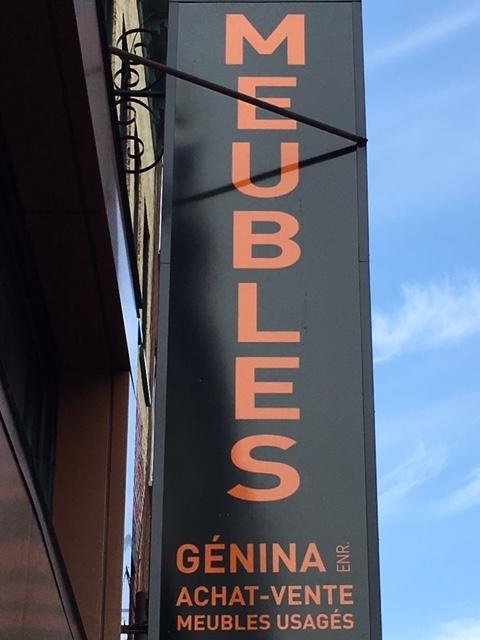 MEUBLES
GÉNINA ENR.
ACHAT-VENTE
MEUBLES USAGÉS